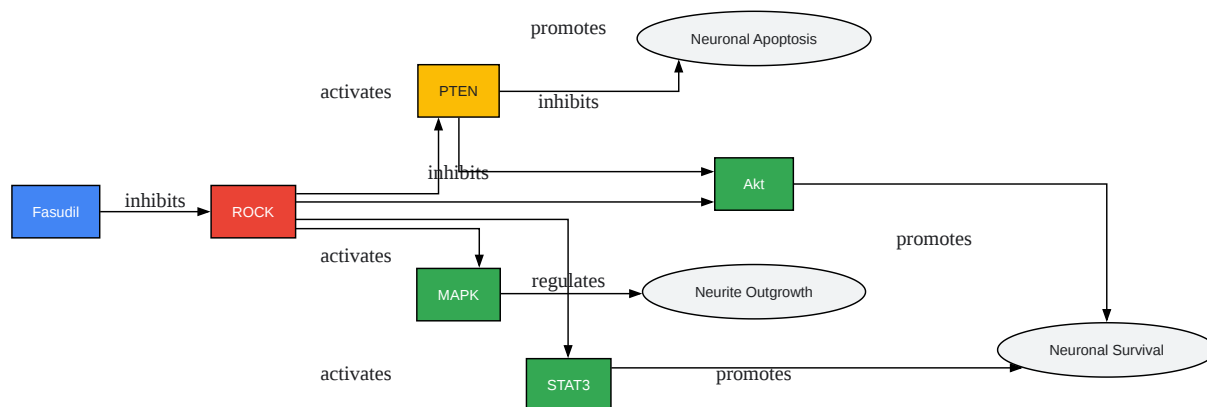 promotes
Neuronal Apoptosis
activates
PTEN
inhibits
inhibits
Akt
Fasudil
inhibits
ROCK
promotes
activates
MAPK
regulates
Neurite Outgrowth
Neuronal Survival
activates
STAT3
promotes